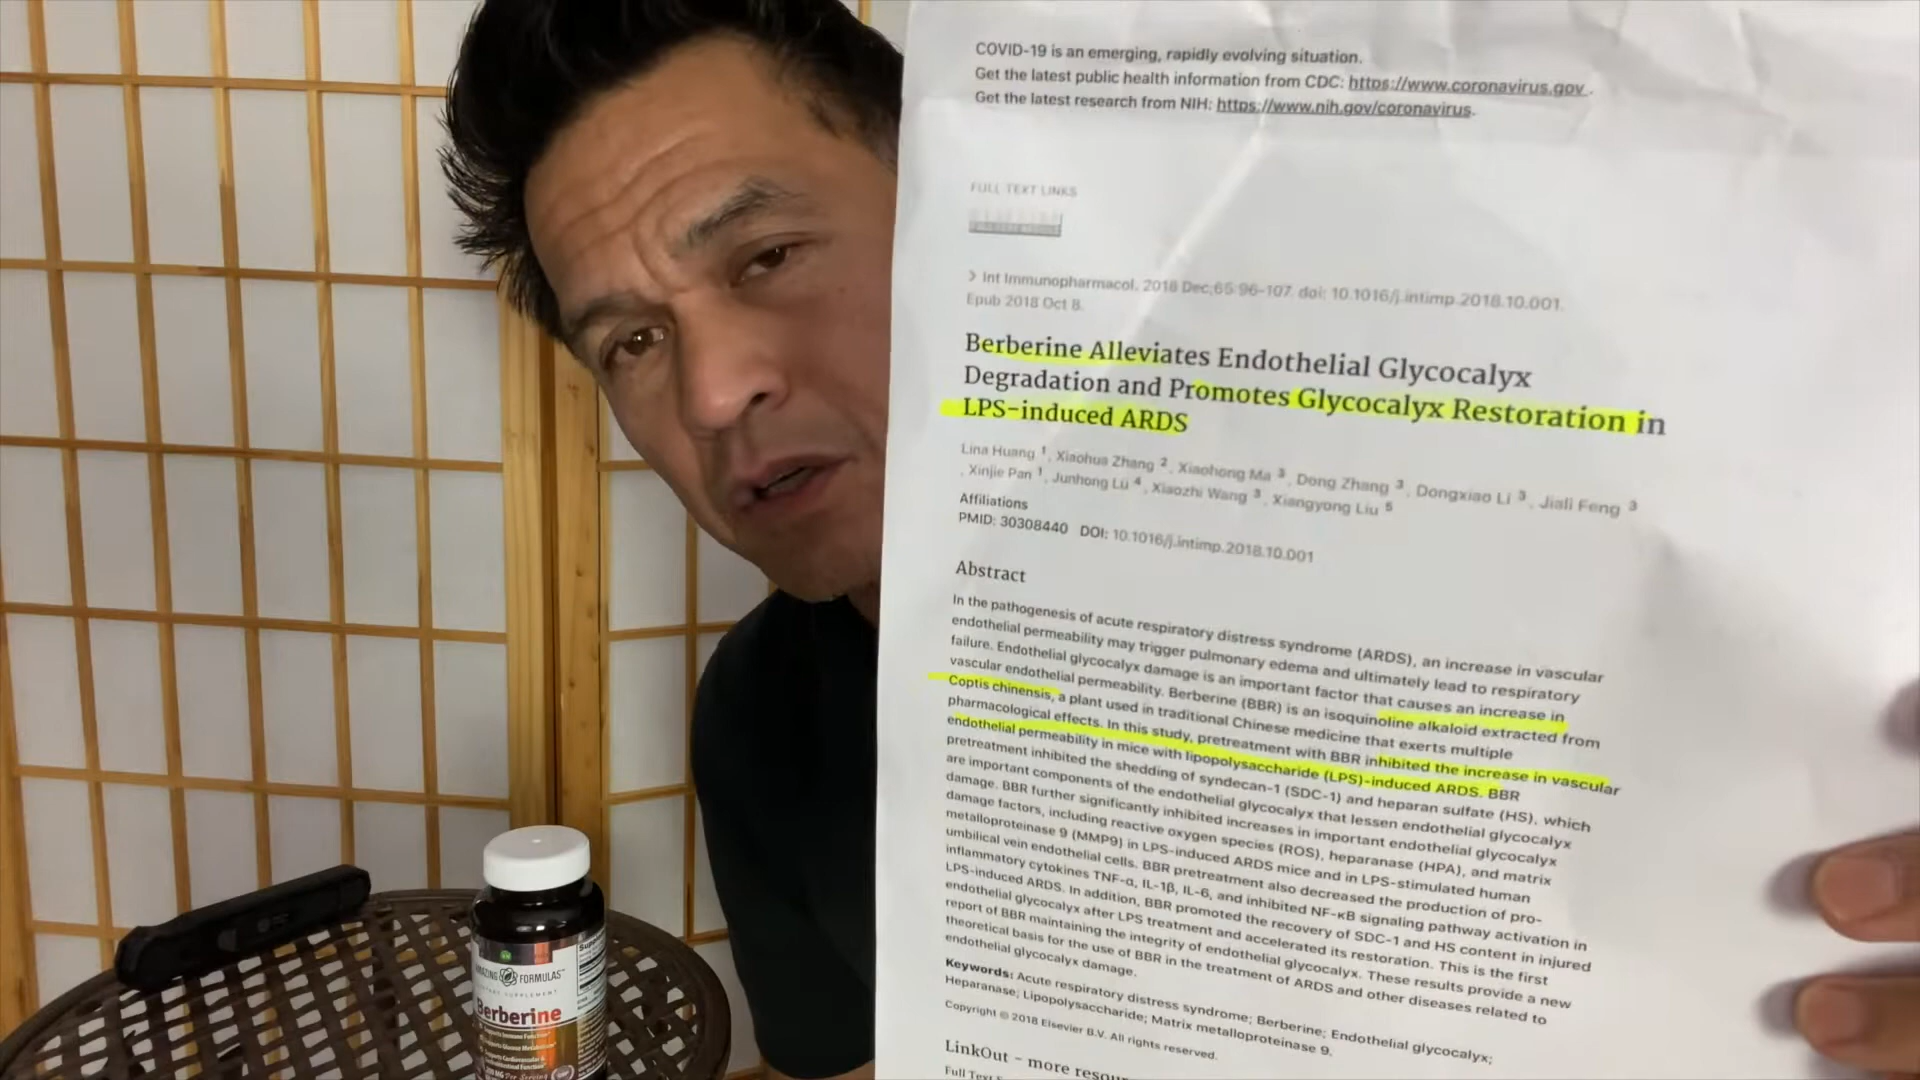 COVID-19 is an emerging, rapidly evolving situation.
Get the latest public health information from CDC: https://www.coronavirus.gov .
Get the latest research from NIH: https://www.nih.gov/coronavirus.
FULL TEXT LINKS
> Int Immunopharmacol. 2018 Dec;65:96-107. doi: 10.1016/j.intimp.2018.10.001.
Epub 2018 Oct 8.
Berberine Alleviates Endothelial Glycocalyx
Degradation and Promotes Glycocalyx Restoration in
LPS-induced ARDS
Lina Huang 1, Xiaohua Zhang 2, Xiaohong Ma 3, Dong Zhang 3, Dongxiao Li 3, Jiali Feng 3
, Xinjie Pan 1, Junhong Lu 4, Xiaozhi Wang 3, Xiangyong Liu 5
Affiliations
PMID: 30308440 DOI: 10.1016/j.intimp.2018.10.001
Abstract
In the pathogenesis of acute respiratory distress syndrome (ARDS), an increase in vascular
endothelial permeability may trigger pulmonary edema and ultimately lead to respiratory
failure. Endothelial glycocalyx damage is an important factor that causes an increase in
vascular endothelial permeability. Berberine (BBR) is an isoquinoline alkaloid extracted from
Coptis chinensis, a plant used in traditional Chinese medicine that exerts multiple
pharmacological effects. In this study, pretreatment with BBR inhibited the increase in vascular
endothelial permeability in mice with lipopolysaccharide (LPS)-induced ARDS. BBR
pretreatment inhibited the shedding of syndecan-1 (SDC-1) and heparan sulfate (HS), which
are important components of the endothelial glycocalyx that lessen endothelial glycocalyx
damage. BBR further significantly inhibited increases in important endothelial glycocalyx
damage factors, including reactive oxygen species (ROS), heparanase (HPA), and matrix
metalloproteinase 9 (MMP9) in LPS-induced ARDS mice and in LPS-stimulated human
umbilical vein endothelial cells. BBR pretreatment also decreased the production of pro-
inflammatory cytokines TNF-α, IL-1β, IL-6, and inhibited NF-κB signaling pathway activation in
LPS-induced ARDS. In addition, BBR promoted the recovery of SDC-1 and HS content in injured
endothelial glycocalyx after LPS treatment and accelerated its restoration. This is the first
report of BBR maintaining the integrity of endothelial glycocalyx. These results provide a new
theoretical basis for the use of BBR in the treatment of ARDS and other diseases related to
endothelial glycocalyx damage.
Keywords: Acute respiratory distress syndrome; Berberine; Endothelial glycocalyx;
Heparanase; Lipopolysaccharide; Matrix metalloproteinase 9.
Copyright © 2018 Elsevier B.V. All rights reserved.
LinkOut - more resou
Full Text S
AMAZING FORMULAS
DIETARY SUPPLEMENT
Berberine
Supports Immune Function*
Supports Glucose Metabolism*
Supports Cardiovascular &
Gastrointestinal Function*
Per Serving